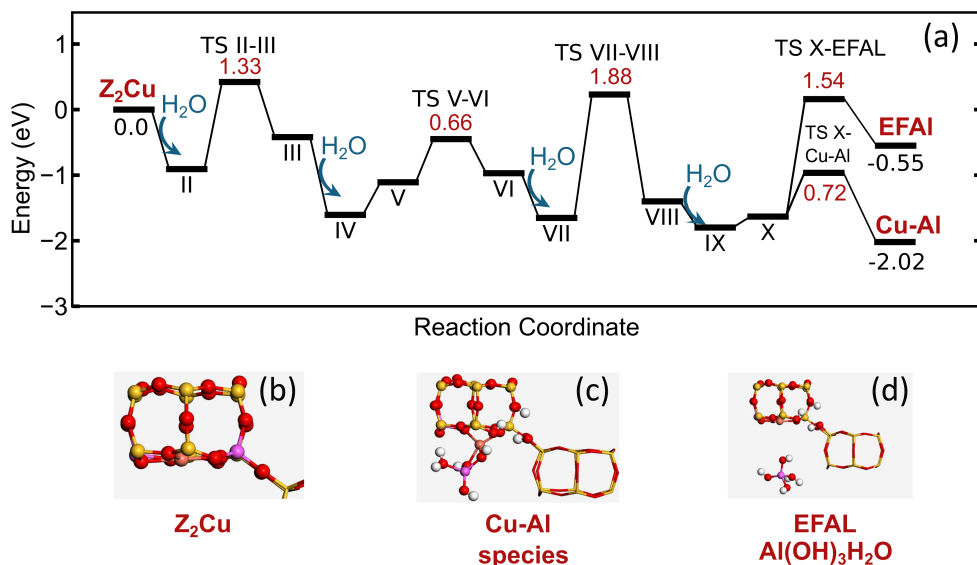 (a)
TS II-III
1.33
TS VII-VIII
1.88
TS X-EFAL
1.54
Z₂Cu
0.0
H₂O
II
III
H₂O
IV
V
TS V-VI
0.66
VI
H₂O
VII
VIII
H₂O
IX
X
TS X-
Cu-Al
0.72
EFAl
-0.55
Cu-Al
-2.02
1
0
−1
−2
−3
Energy (eV)
Reaction Coordinate
(b)
(c)
(d)
Z₂Cu
Cu-Al
species
EFAL
Al(OH)₃H₂O